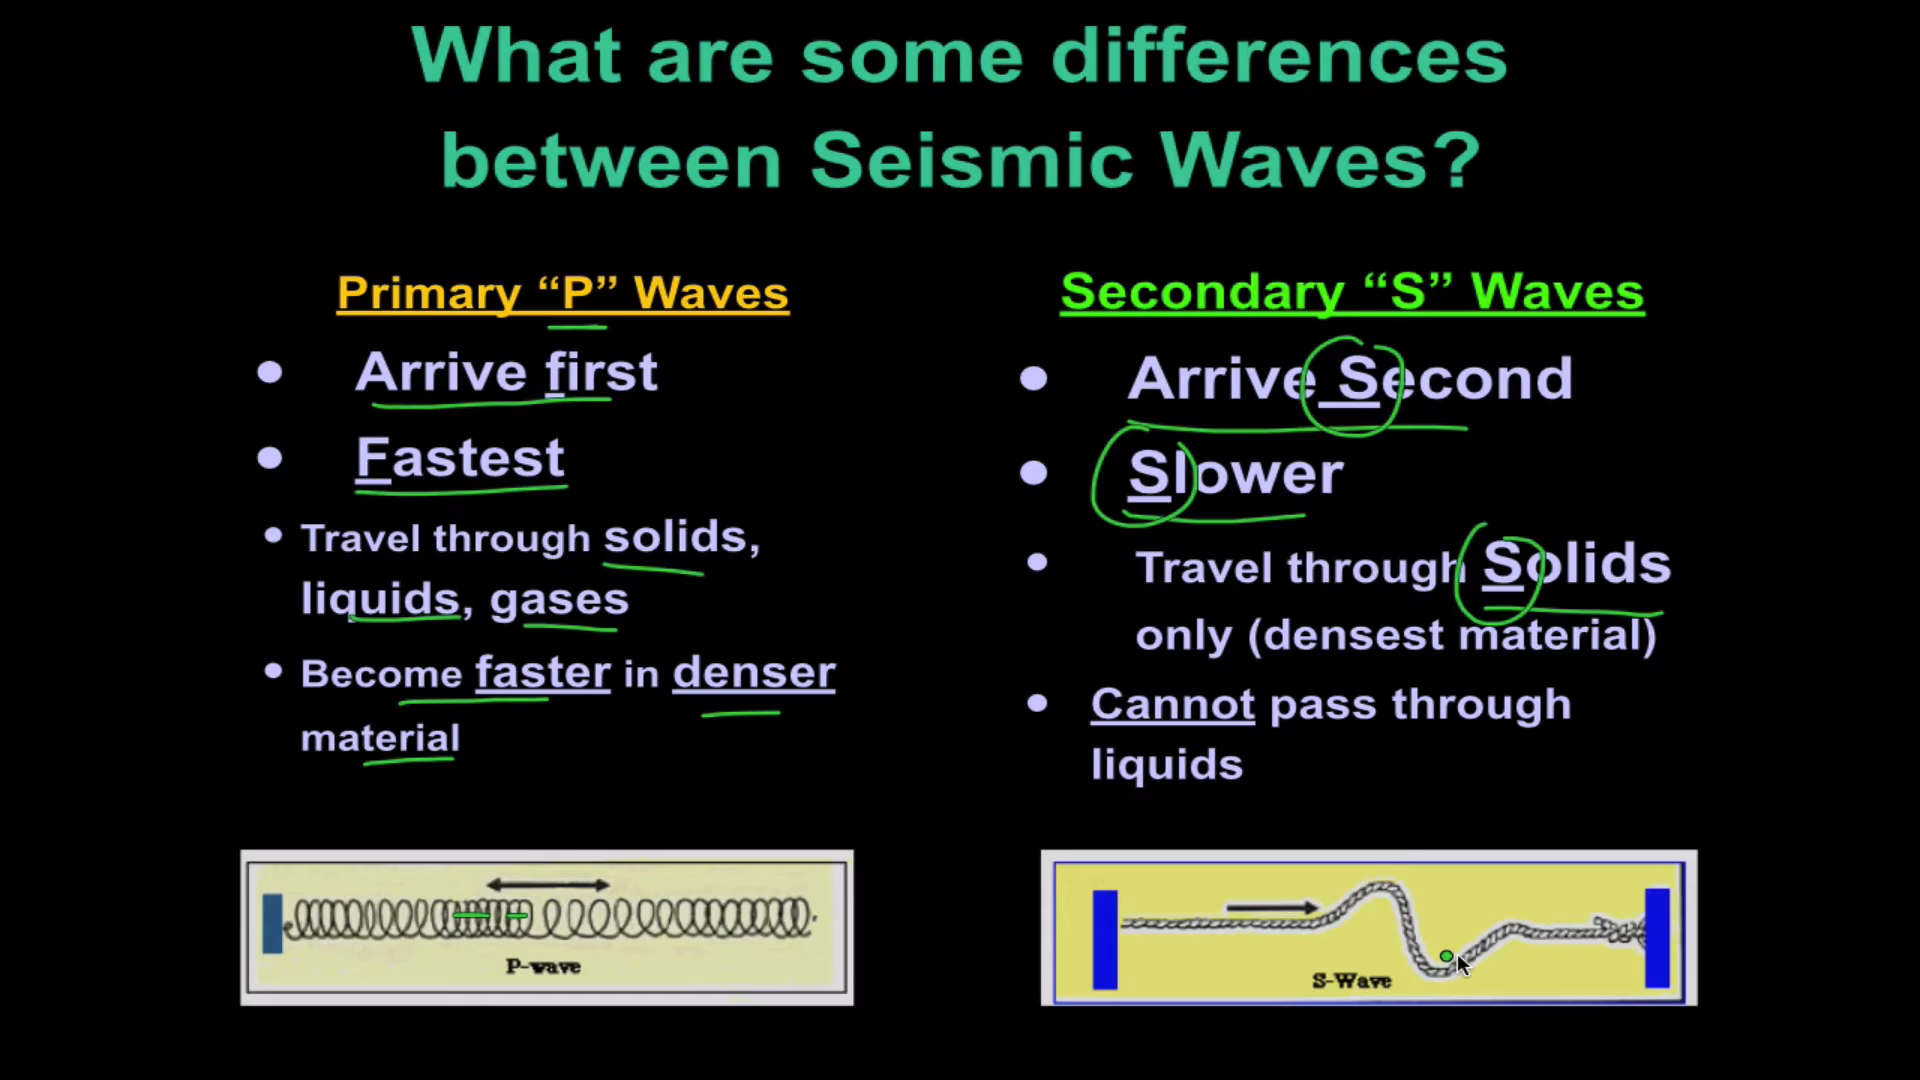 What are some differences
between Seismic Waves?
Primary “P” Waves
• Arrive first
• Fastest
• Travel through solids,
liquids, gases
• Become faster in denser
material
P-wave
Secondary “S” Waves
• Arrive Second
• Slower
• Travel through Solids
only (densest material)
• Cannot pass through
liquids
S-Wave